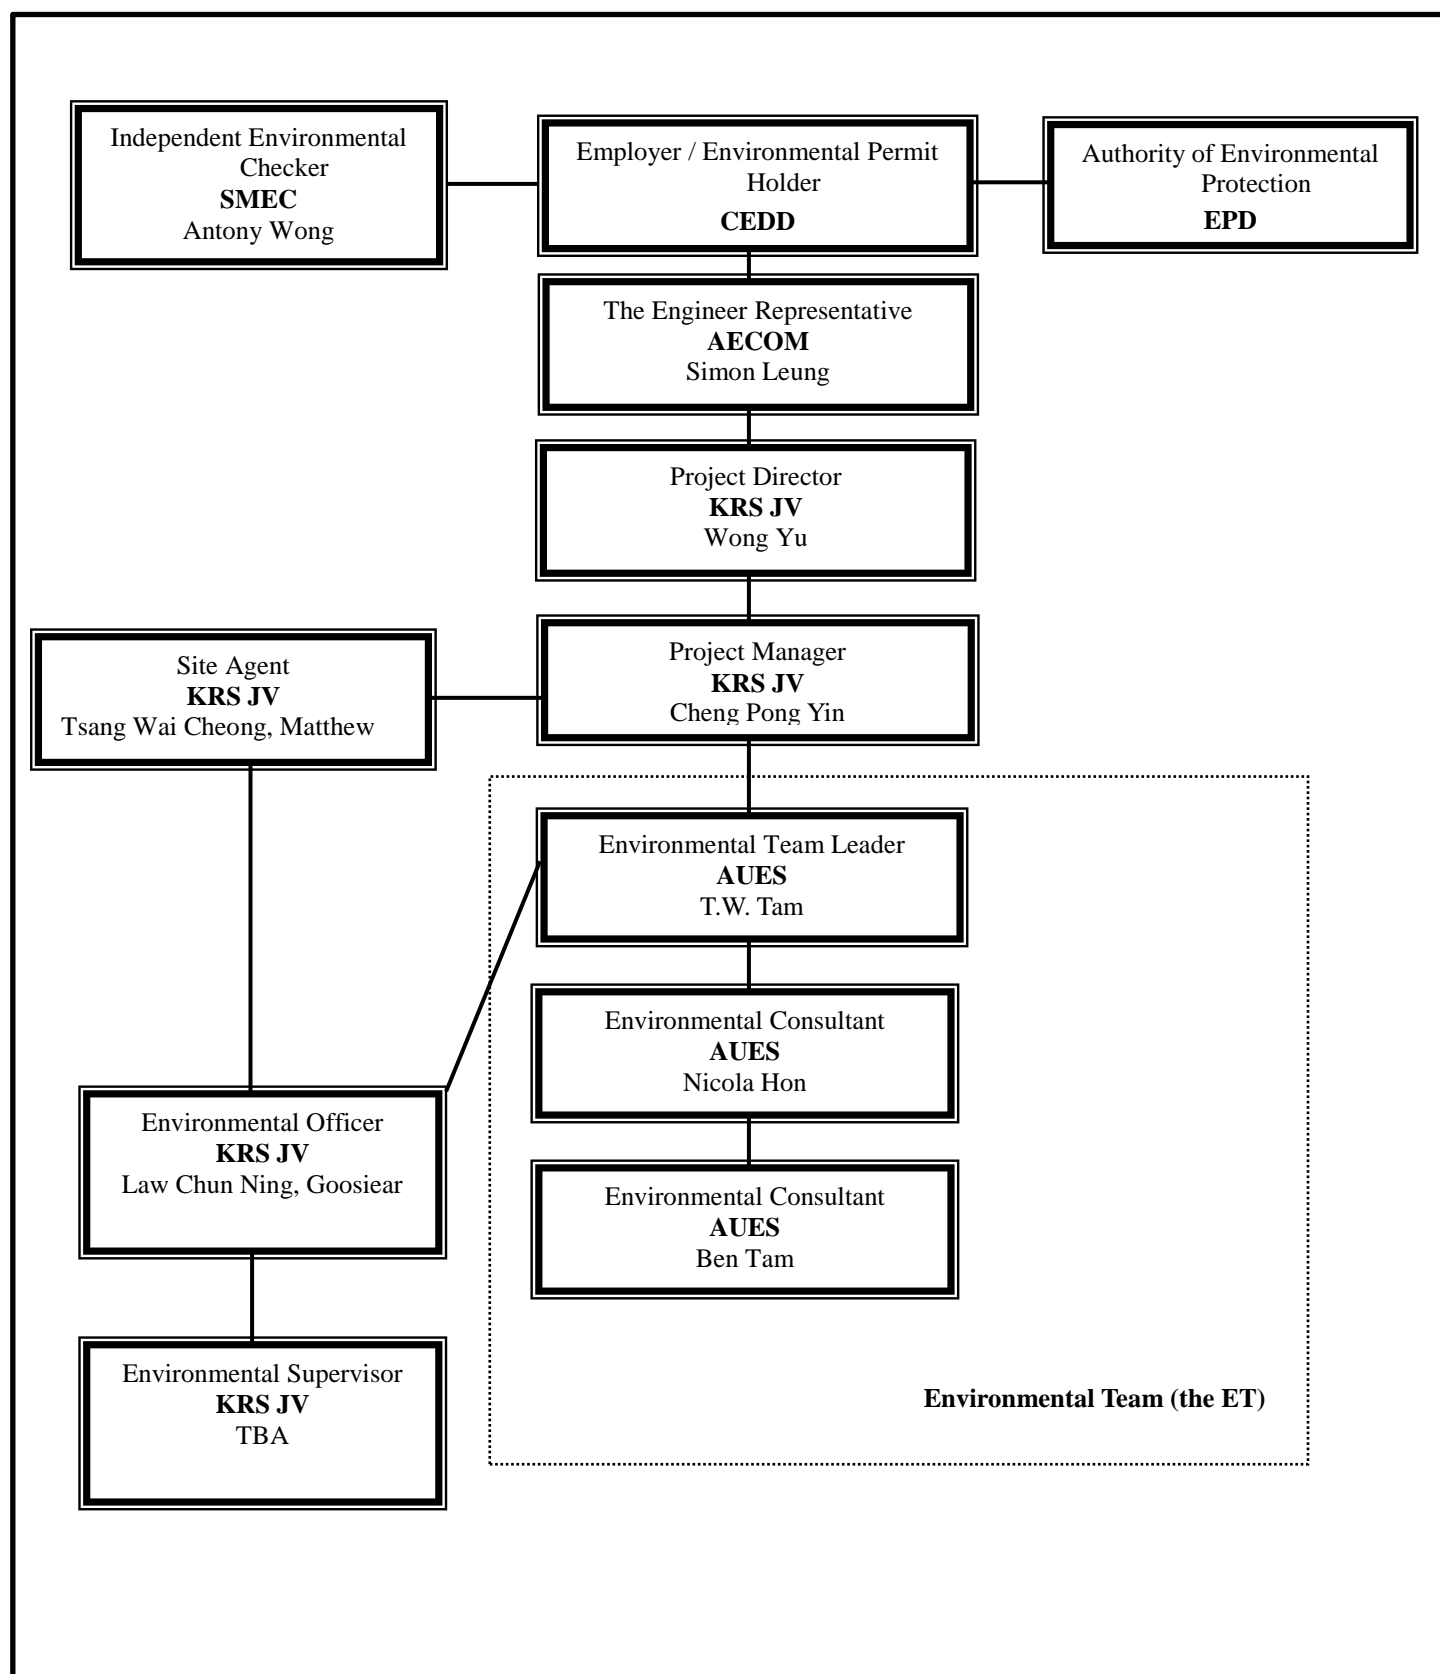 Independent Environmental
Checker
SMEC
Antony Wong
Employer / Environmental Permit
Holder
CEDD
Authority of Environmental
Protection
EPD
The Engineer Representative
AECOM
Simon Leung
Project Director
KRS JV
Wong Yu
Site Agent
KRS JV
Tsang Wai Cheong, Matthew
Project Manager
KRS JV
Cheng Pong Yin
Environmental Team Leader
AUES
T.W. Tam
Environmental Consultant
AUES
Nicola Hon
Environmental Officer
KRS JV
Law Chun Ning, Goosiear
Environmental Consultant
AUES
Ben Tam
Environmental Supervisor
KRS JV
TBA
Environmental Team (the ET)